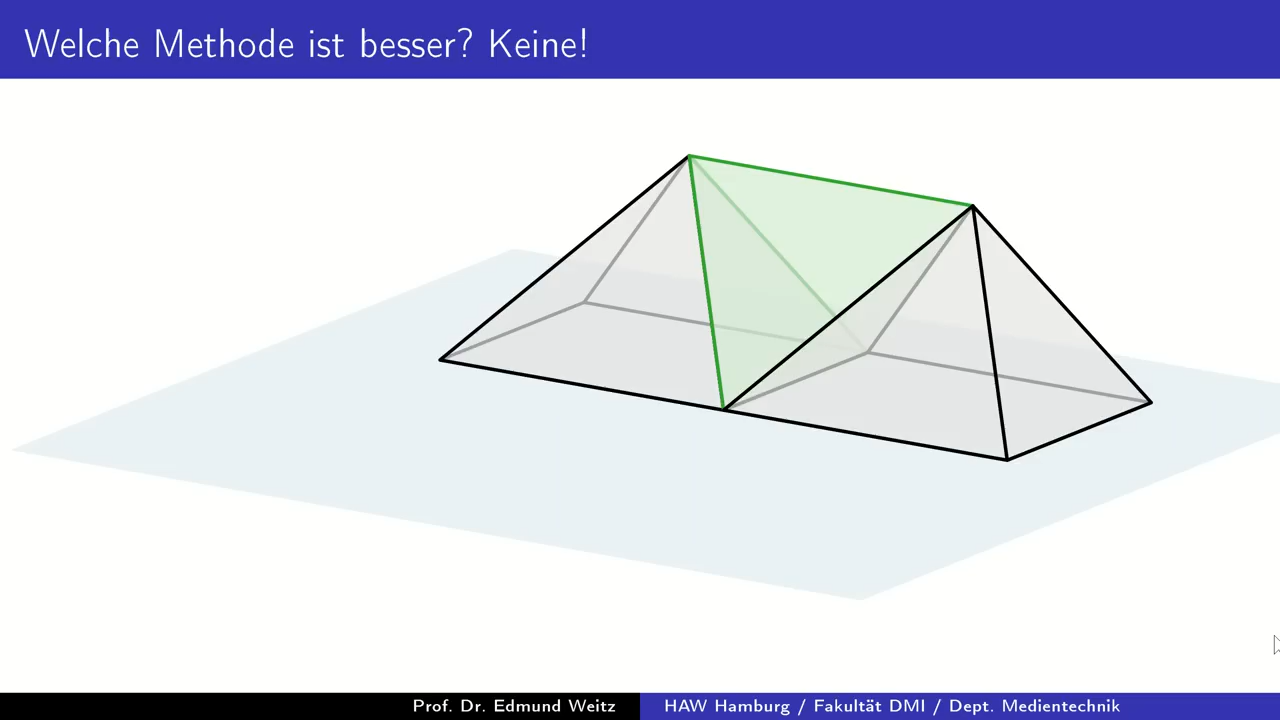 Welche Methode ist besser? Keine!
Prof. Dr. Edmund Weitz
HAW Hamburg / Fakultät DMI / Dept. Medientechnik